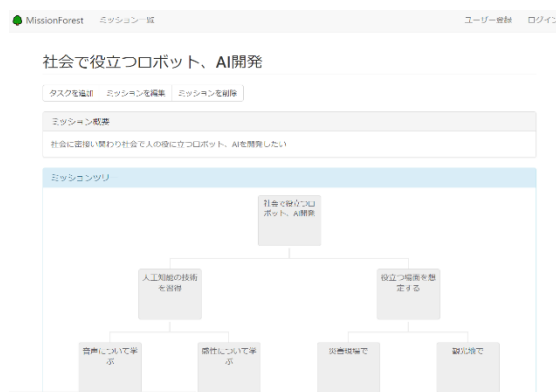 MissionForest ミッション一覧 ユーザー登録 ログイン
社会で役立つロボット、AI開発
タスクを追加 ミッションを編集 ミッションを削除
ミッション概要
社会に密接い関わり社会で人の役に立つロボット、AIを開発したい
ミッションツリ
社会で役立つロ
ボット、AI開発
人工知能の技術
を習得
役立つ場面を想
定する
音声について学
ぶ
感性について学
ぶ
災害現場で
観光地で